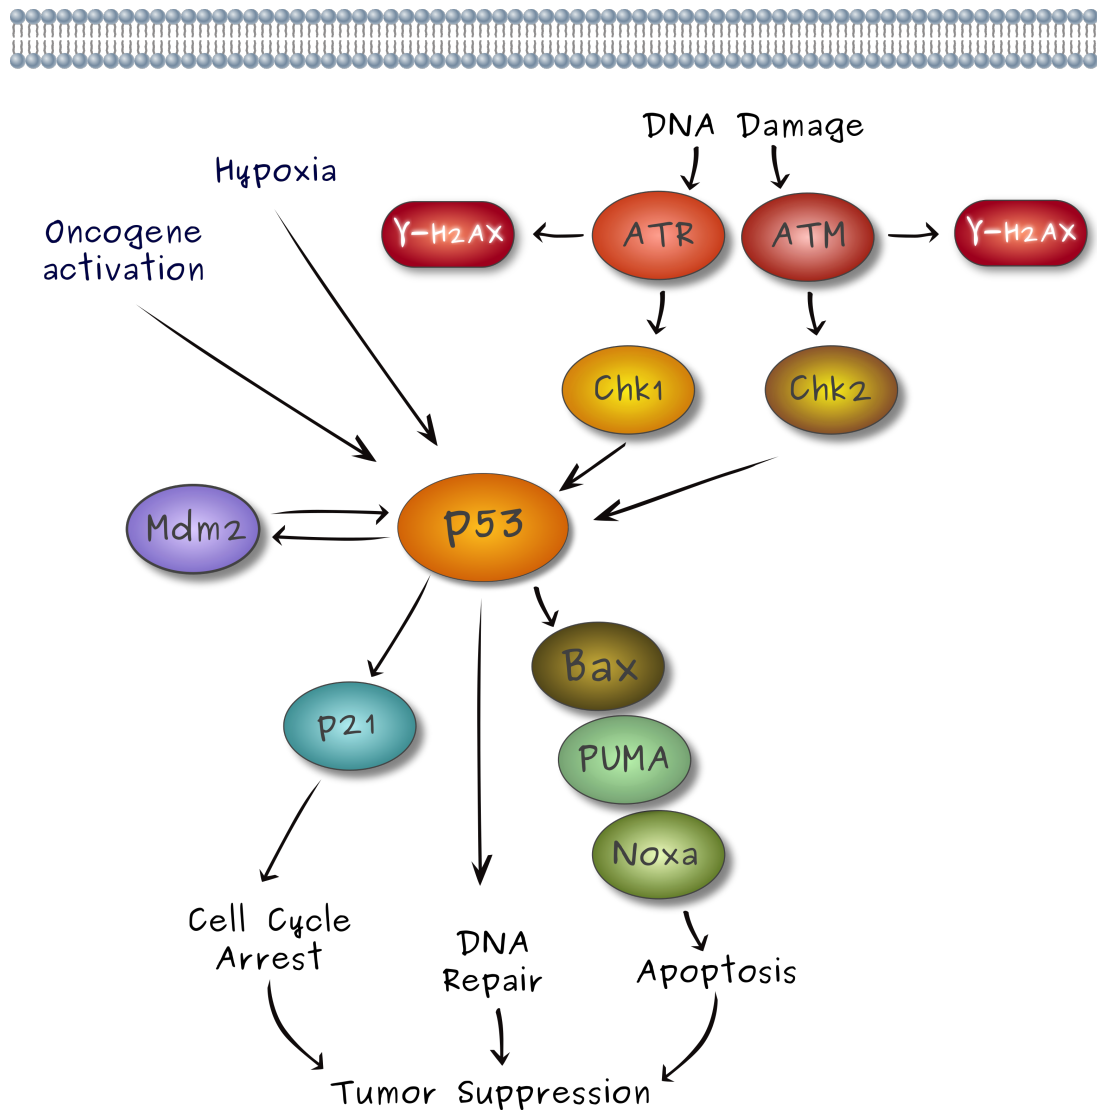 DNA Damage
Hypoxia
Oncogene
activation
γ-H2AX
ATR
ATM
γ-H2AX
Chk1
Chk2
Mdm2
p53
Bax
p21
PUMA
Noxa
Cell Cycle
Arrest
DNA
Repair
Apoptosis
Tumor Suppression